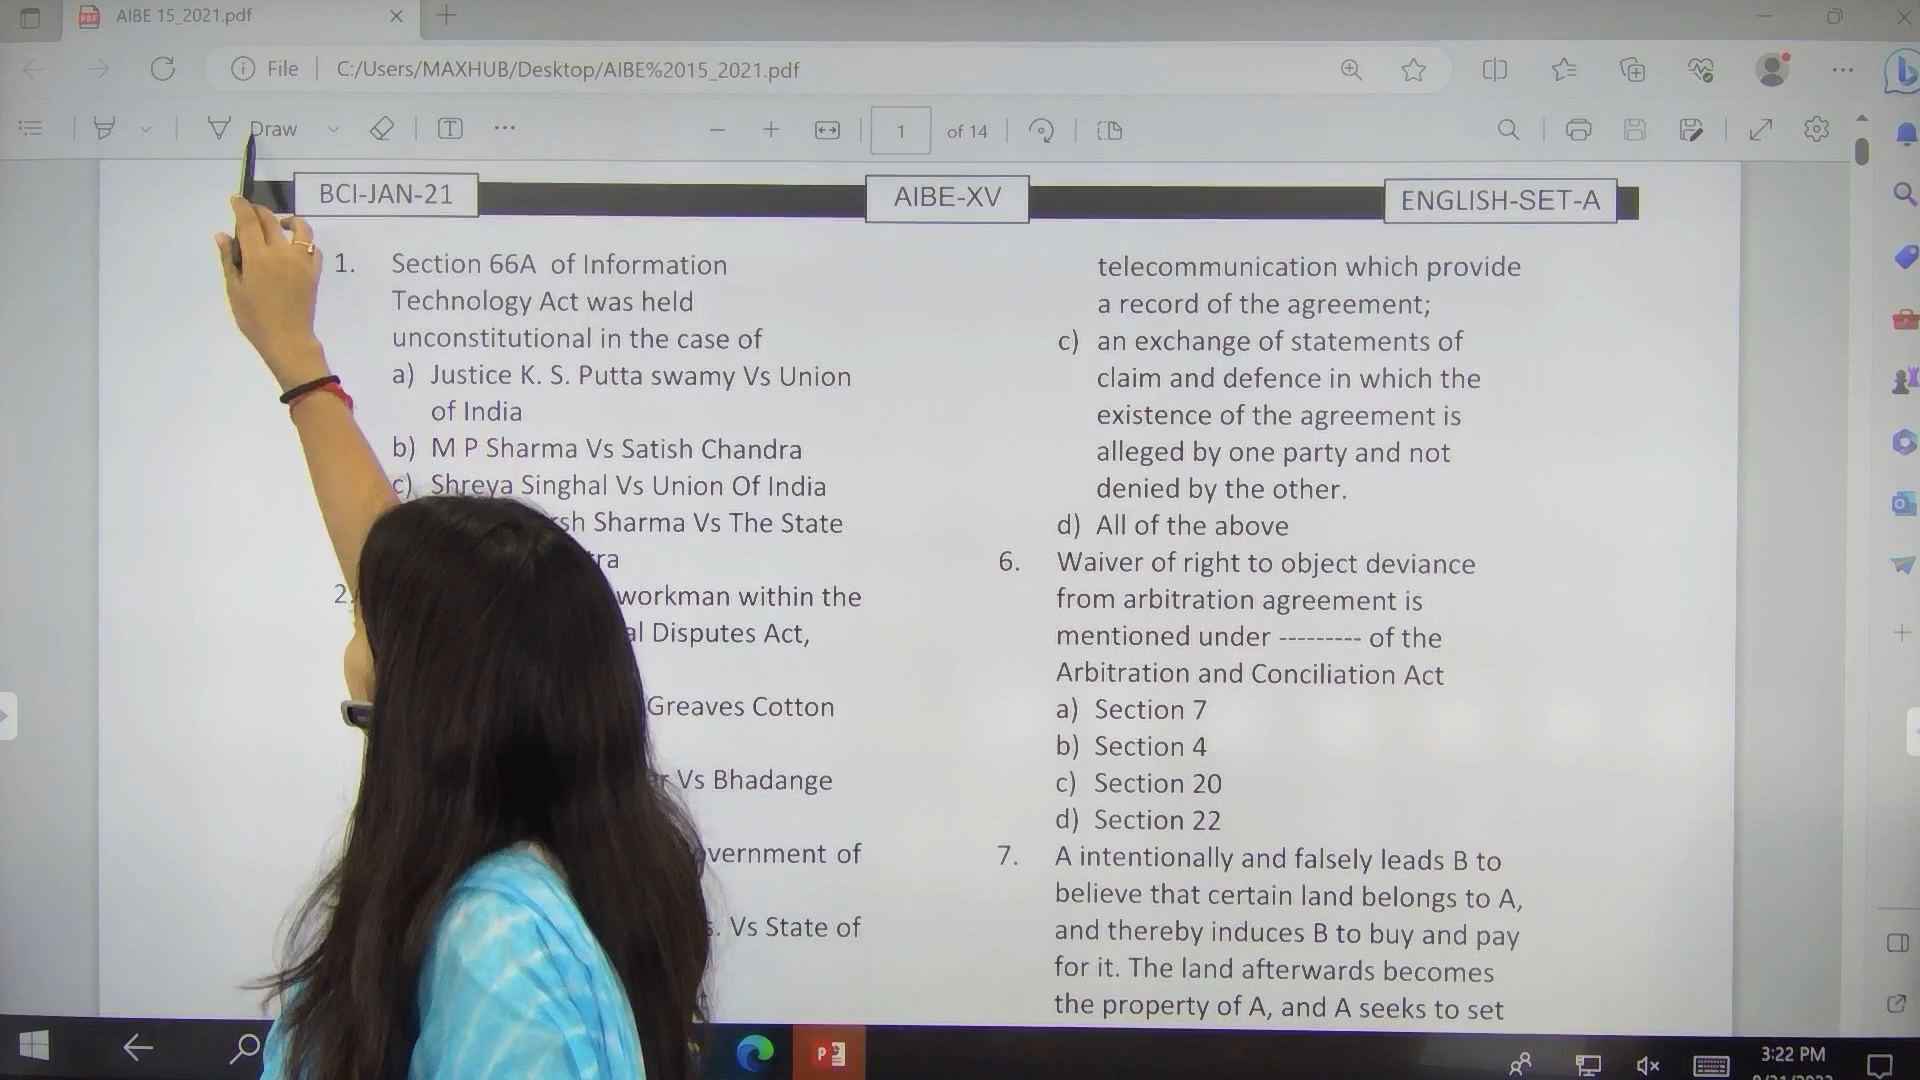 AIBE 15_2021.pdf
File
C:/Users/MAXHUB/Desktop/AIBE%2015_2021.pdf
Draw
1
of 14
BCI-JAN-21
AIBE-XV
ENGLISH-SET-A
1. Section 66A of Information
Technology Act was held
unconstitutional in the case of
a) Justice K. S. Putta swamy Vs Union
of India
b) M P Sharma Vs Satish Chandra
c) Shreya Singhal Vs Union Of India
Sharma Vs The State
2.
workman within the
Disputes Act,
Greaves Cotton
Vs Bhadange
of
Vs State of
telecommunication which provide
a record of the agreement;
c) an exchange of statements of
claim and defence in which the
existence of the agreement is
alleged by one party and not
denied by the other.
d) All of the above
6. Waiver of right to object deviance
from arbitration agreement is
mentioned under --------- of the
Arbitration and Conciliation Act
a) Section 7
b) Section 4
c) Section 20
d) Section 22
7. A intentionally and falsely leads B to
believe that certain land belongs to A,
and thereby induces B to buy and pay
for it. The land afterwards becomes
the property of A, and A seeks to set
3:22 PM